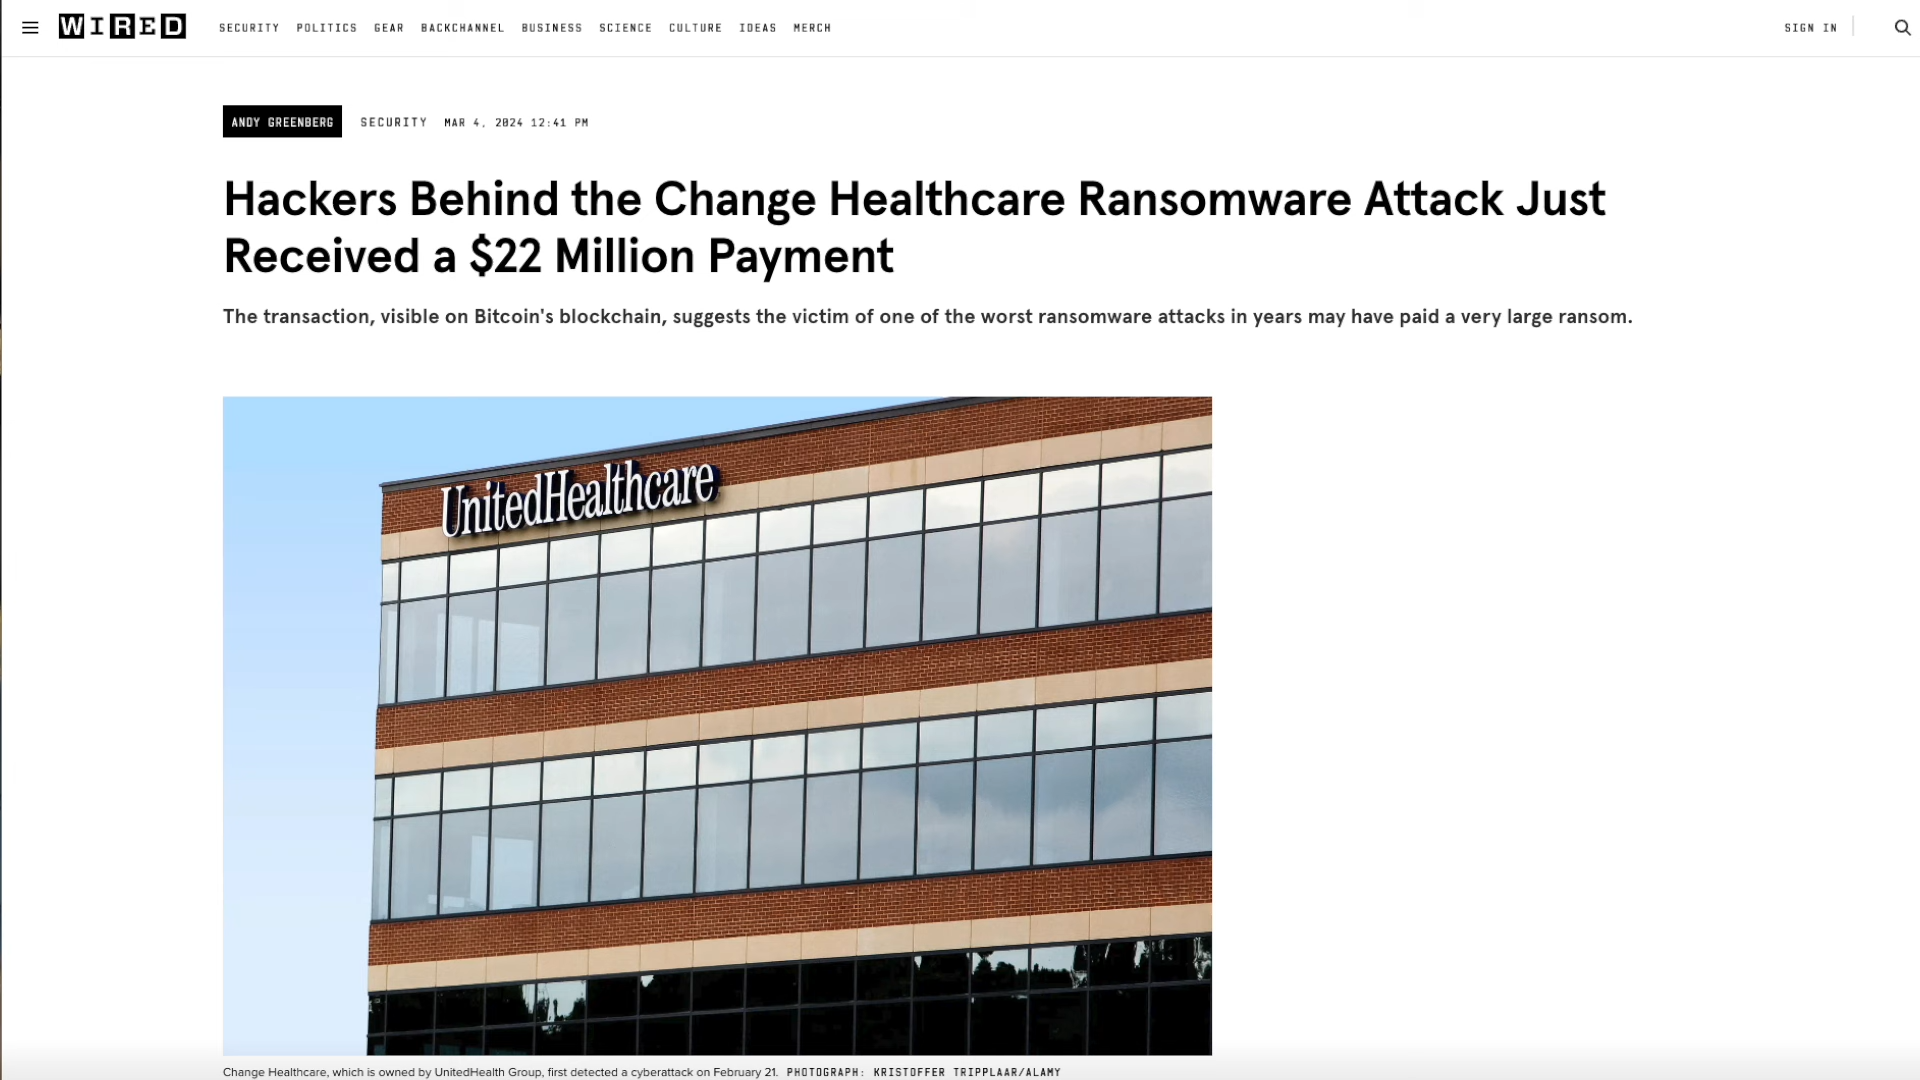 WIRED SECURITY POLITICS GEAR BACKCHANNEL BUSINESS SCIENCE CULTURE IDEAS MERCH SIGN IN
ANDY GREENBERG SECURITY MAR 4, 2024 12:41 PM
Hackers Behind the Change Healthcare Ransomware Attack Just
Received a $22 Million Payment
The transaction, visible on Bitcoin's blockchain, suggests the victim of one of the worst ransomware attacks in years may have paid a very large ransom.
UnitedHealthcare
Change Healthcare, which is owned by UnitedHealth Group, first detected a cyberattack on February 21. PHOTOGRAPH: KRISTOFFER TRIPPLAAR/ALAMY